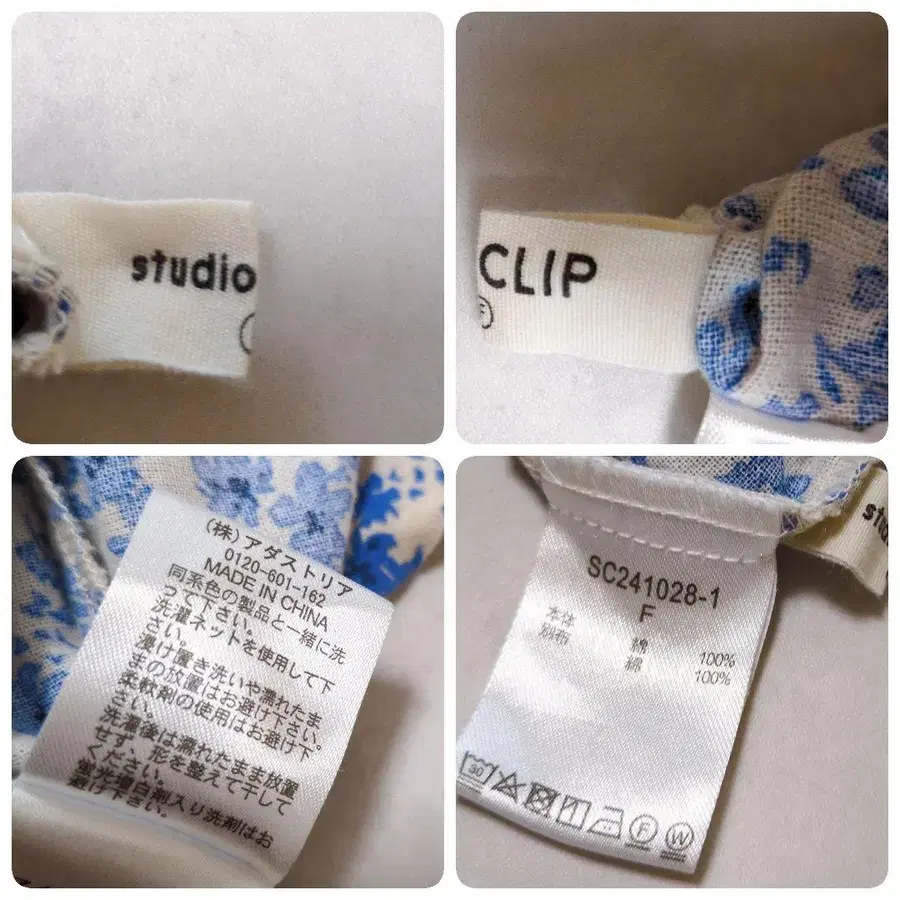 studio
CLIP
F
(株)アダストリア
0120-601-162
MADE IN CHINA
同系色の製品と一緒に洗
って下さい。
洗濯ネットを使用して下
さい。
浸け置き洗いや濡れたま
まの放置はお避け下さい。
柔軟剤の使用はお避け下
さい。
洗濯後は濡れたまま放置
せず、形を整えて干して
ください。
蛍光増白剤入り洗剤はお
避け下さい。
stu
SC241028-1
F
本体 綿 100%
別布 綿 100%
30
F
W